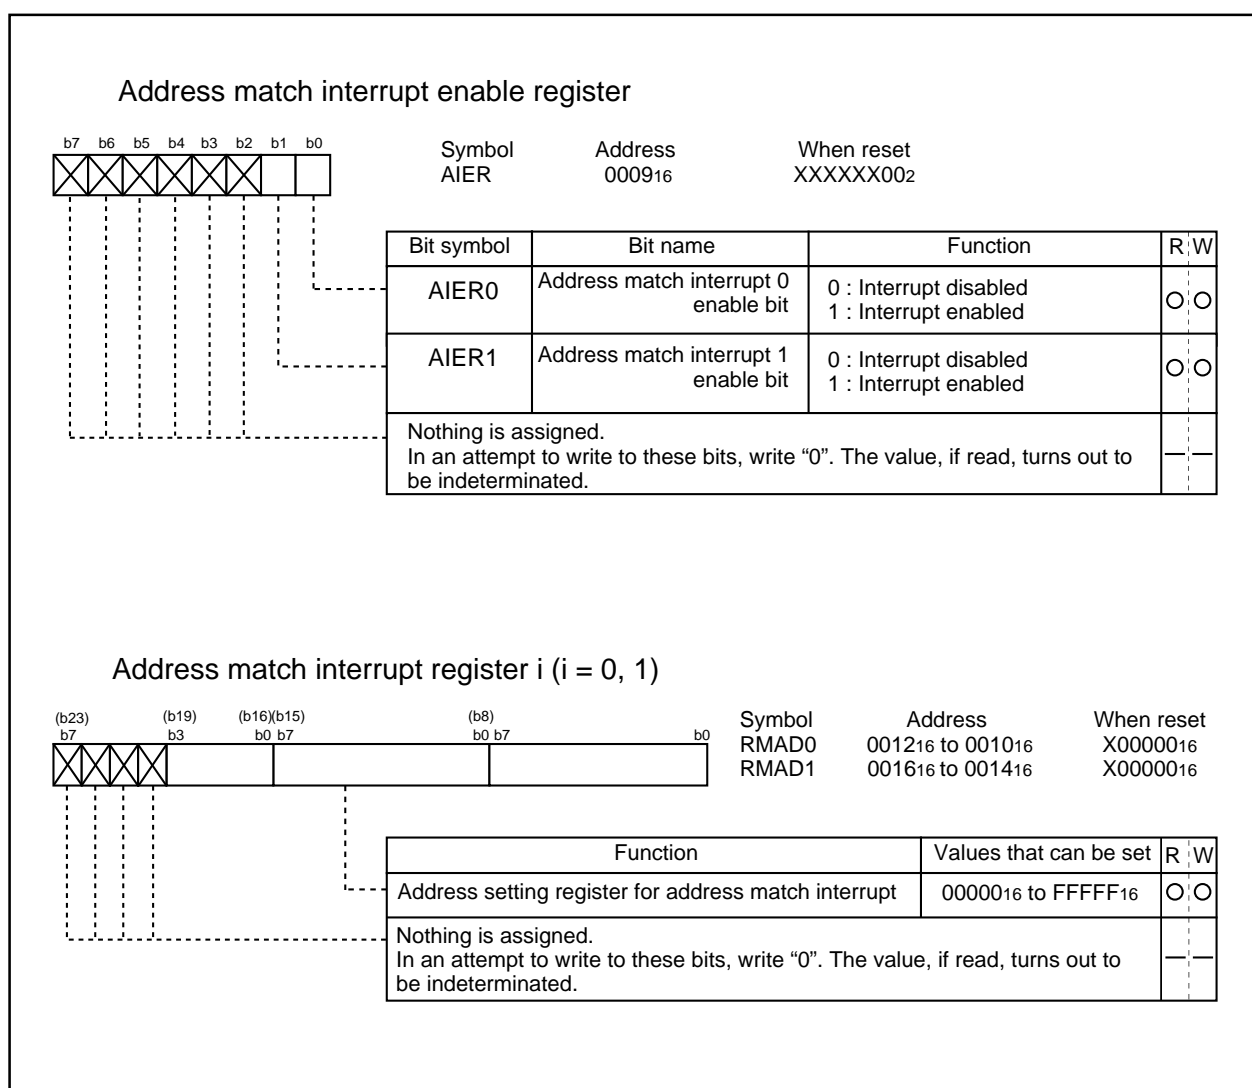 Address match interrupt enable register
b7 b6 b5 b4 b3 b2 b1 b0
Symbol Address When reset
AIER 000916 XXXXXX002
Bit symbol Bit name Function R W
AIER0 Address match interrupt 0 enable bit
0 : Interrupt disabled
1 : Interrupt enabled
AIER1 Address match interrupt 1 enable bit
0 : Interrupt disabled
1 : Interrupt enabled
Nothing is assigned.
In an attempt to write to these bits, write “0”. The value, if read, turns out to
be indeterminated.
Address match interrupt register i (i = 0, 1)
(b23) (b19) (b16)(b15) (b8)
b7 b3 b0 b7 b0 b7 b0
Symbol Address When reset
RMAD0 001216 to 001016 X0000016
RMAD1 001616 to 001416 X0000016
Function Values that can be set R W
Address setting register for address match interrupt 0000016 to FFFFF16
Nothing is assigned.
In an attempt to write to these bits, write “0”. The value, if read, turns out to
be indeterminated.